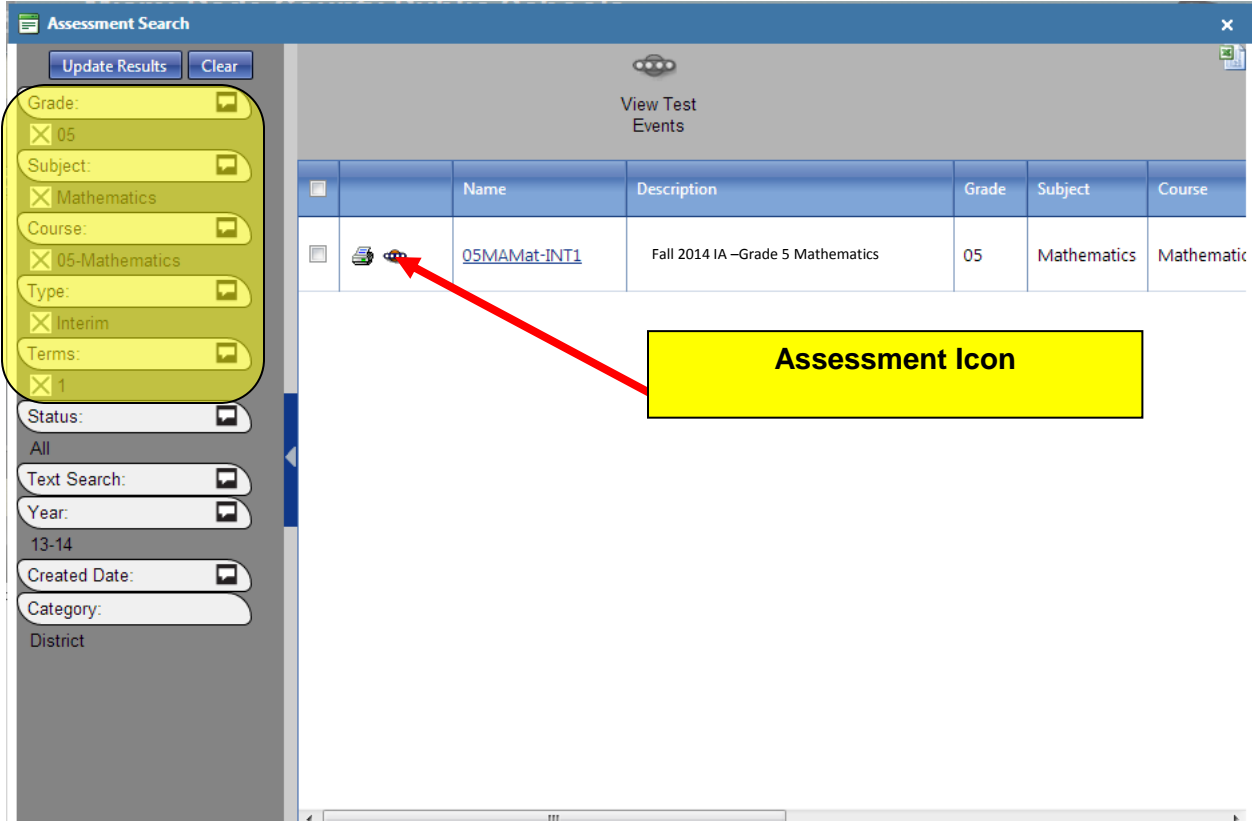 Assessment Search
Update Results Clear
Grade:
05
Subject:
Mathematics
Course:
05-Mathematics
Type:
Interim
Terms:
1
Status:
All
Text Search:
Year:
13-14
Created Date:
Category:
District
View Test
Events
Name Description Grade Subject Course
05MAMat-INT1 Fall 2014 IA –Grade 5 Mathematics 05 Mathematics Mathematic
Assessment Icon